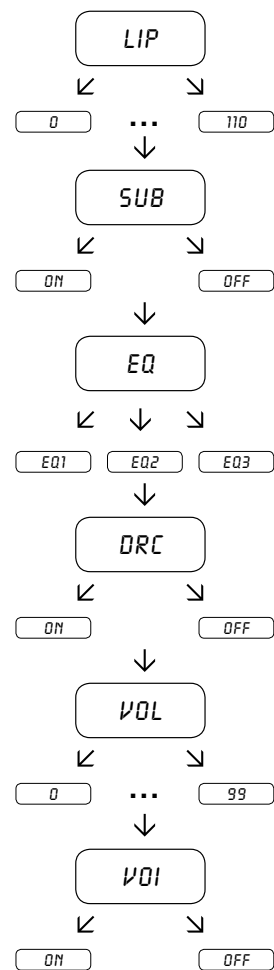 LIP
0 ... 110
SUB
ON OFF
EQ
EQ1 EQ2 EQ3
DRC
ON OFF
VOL
0 ... 99
VOI
ON OFF